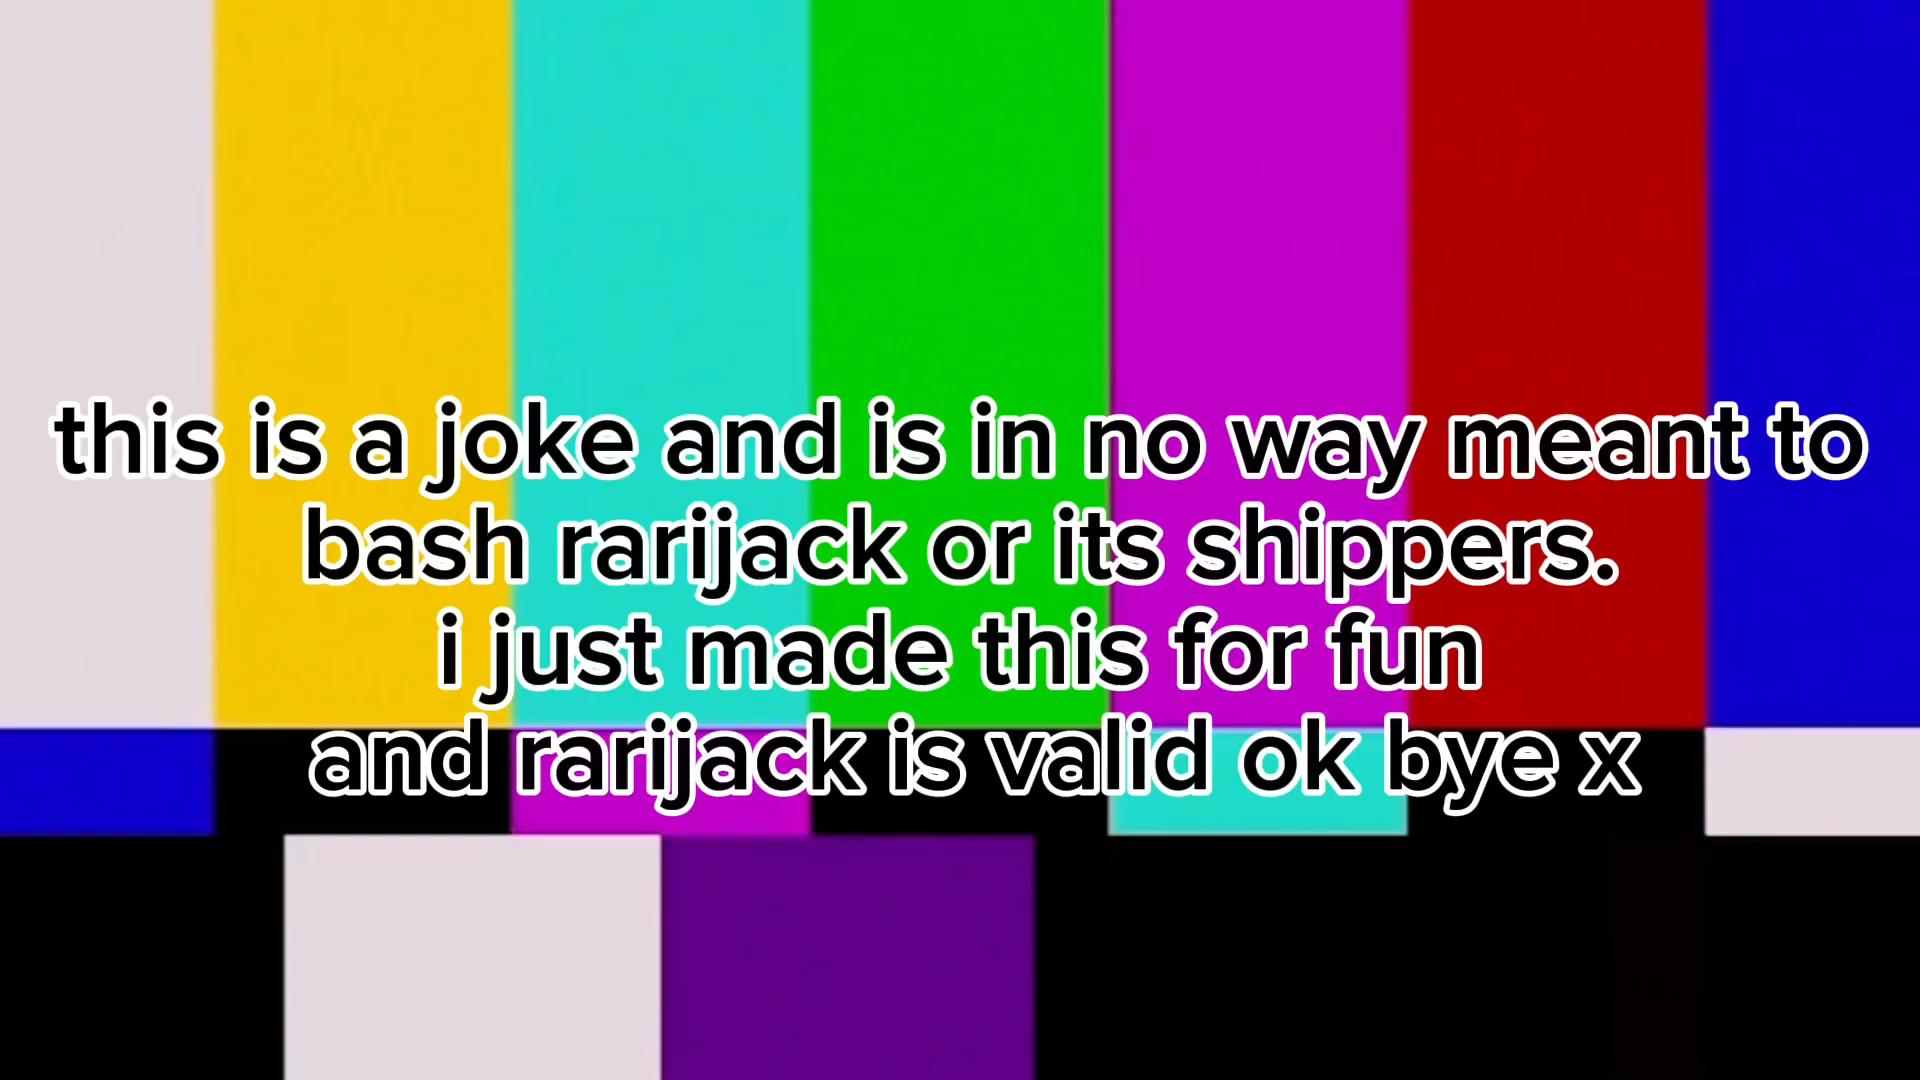 this is a joke and is in no way meant to
bash rarijack or its shippers.
i just made this for fun
and rarijack is valid ok bye x